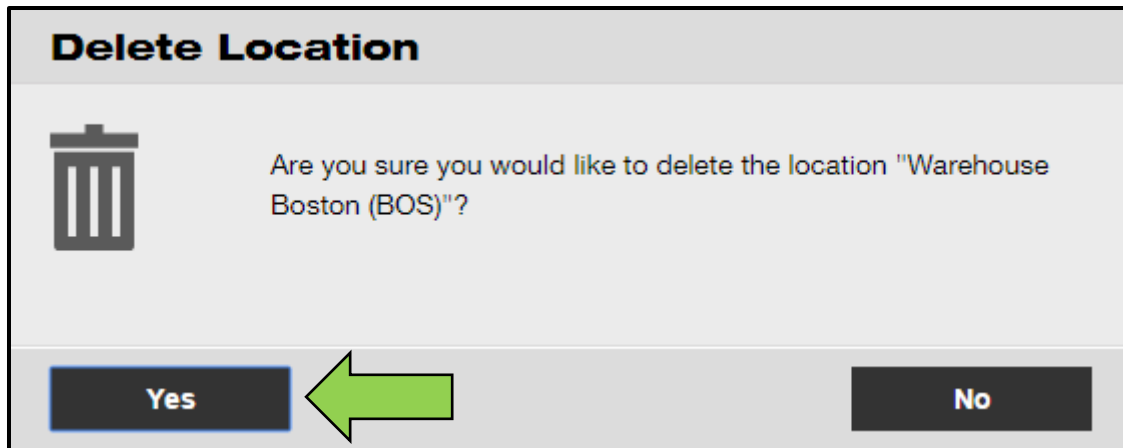 Delete Location
Are you sure you would like to delete the location "Warehouse
Boston (BOS)"?
Yes
No